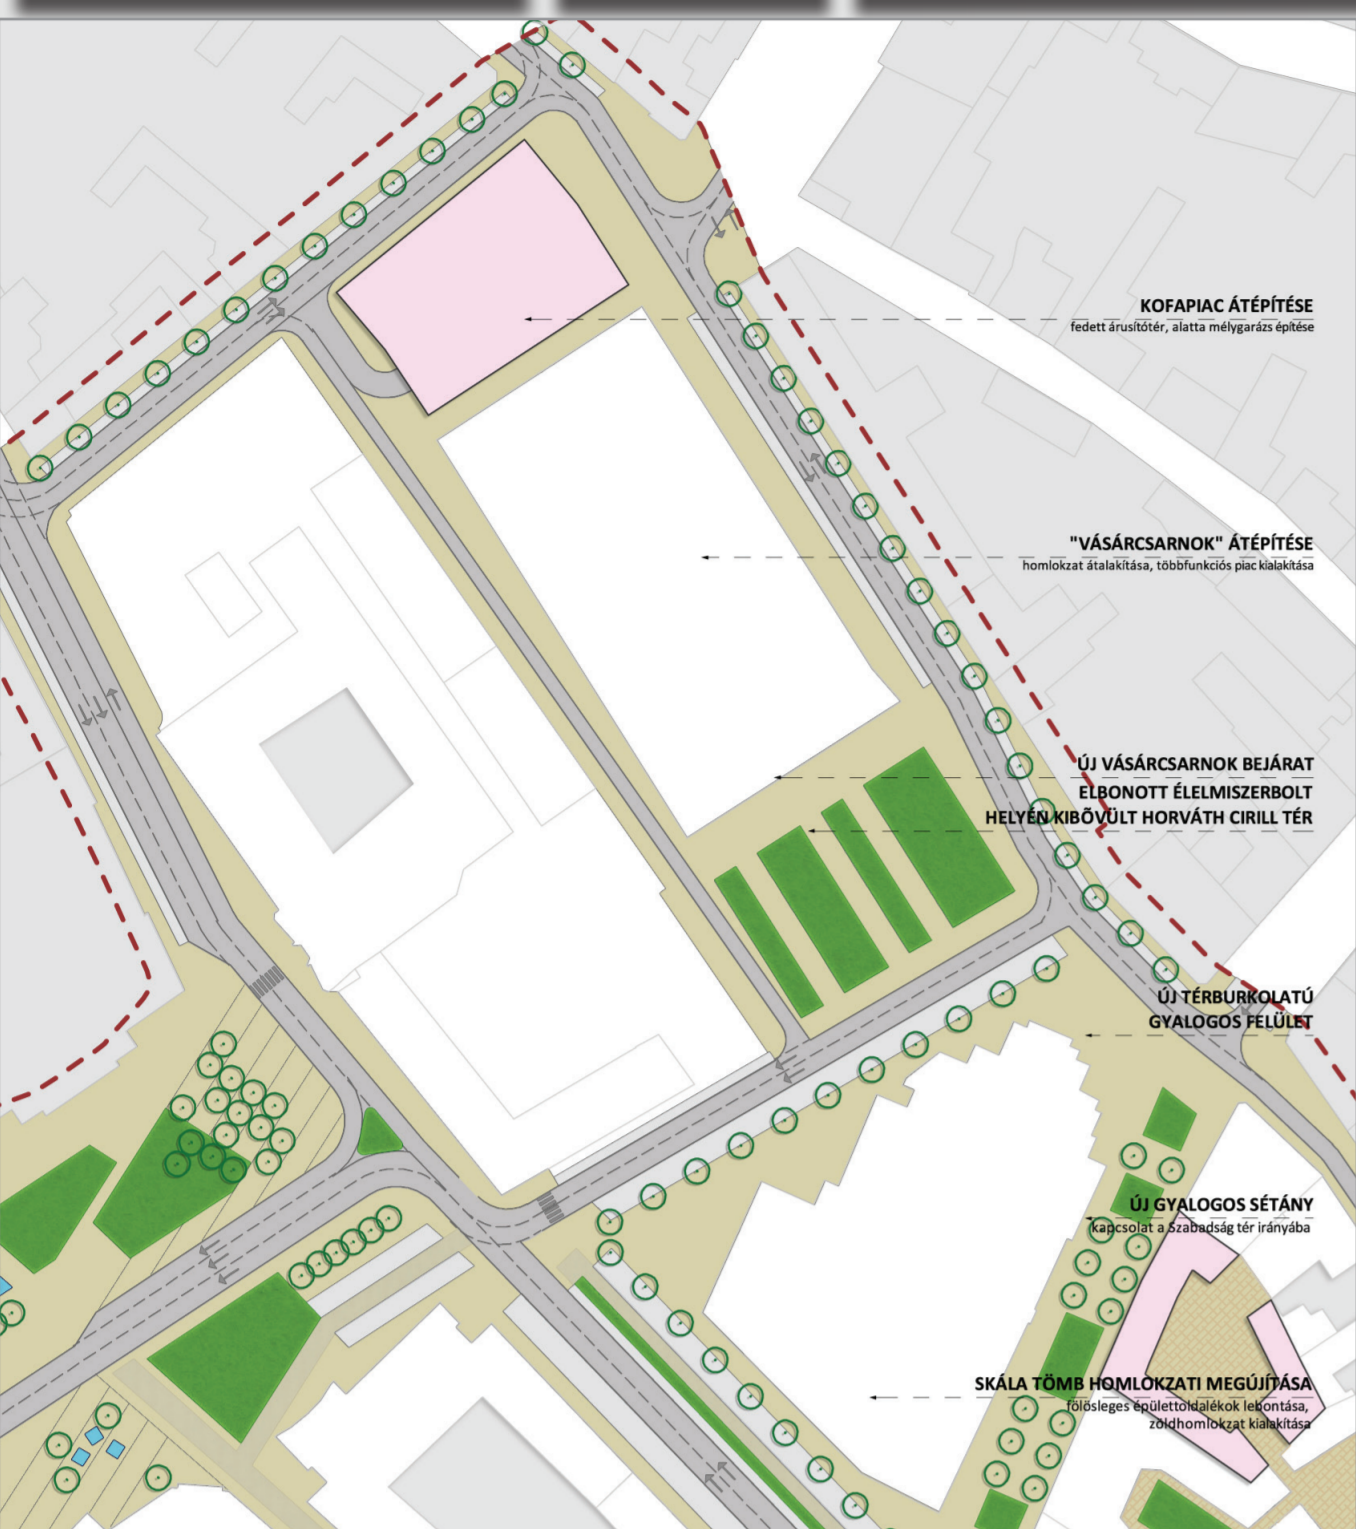 KOFAPIAC ÁTÉPÍTÉSE
fedett árusítótér, alatta mélygarázs építése
"VÁSÁRCSARNOK" ÁTÉPÍTÉSE
homlokzat átalakítása, többfunkciós piac kialakítása
ÚJ VÁSÁRCSARNOK BEJÁRAT
ELBONOTT ÉLELMISZERBOLT
HELYÉN KIBÕVÜLT HORVÁTH CIRILL TÉR
ÚJ TÉRBURKOLATÚ
GYALOGOS FELÜLET
ÚJ GYALOGOS SÉTÁNY
kapcsolat a Szabadság tér irányába
SKÁLA TÖMB HOMLOKZATI MEGÚJÍTÁSA
fölösleges épülettoldalékok lebontása,
zöldhomlokzat kialakítása